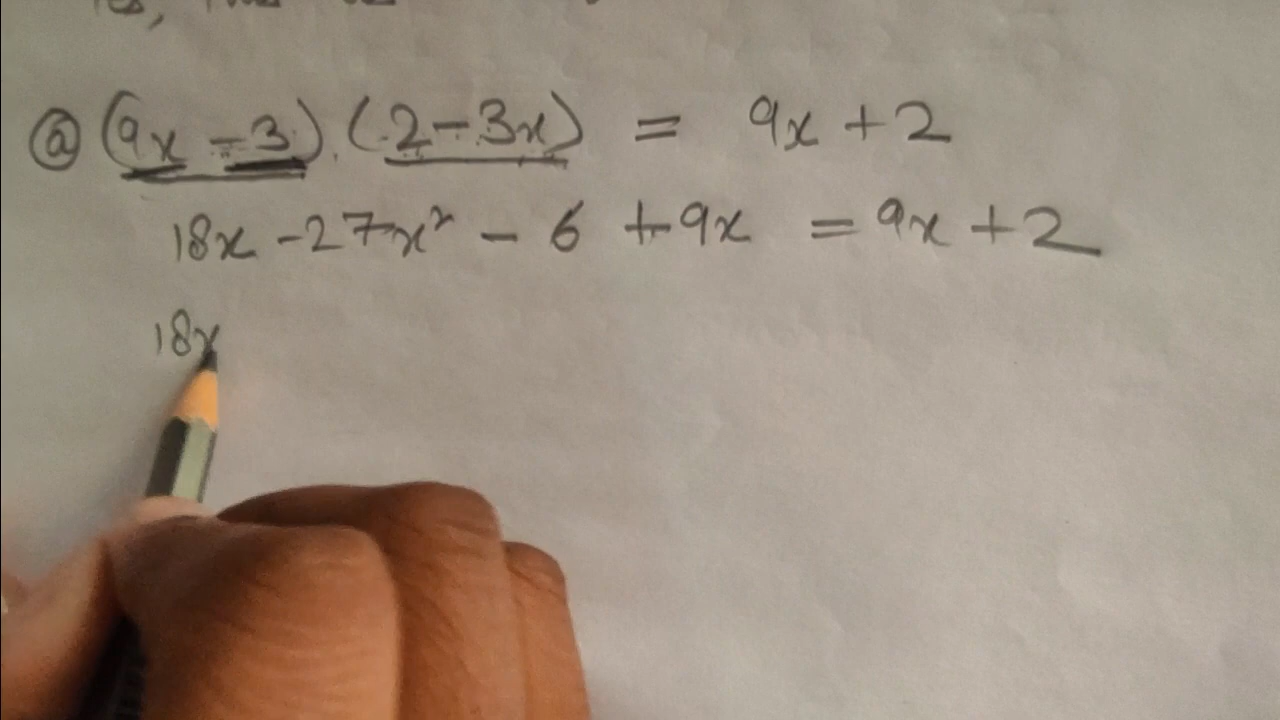 ⓐ (9x - 3). (2 - 3x) = 9x + 2
18x - 27x² - 6 + 9x = 9x + 2
18x